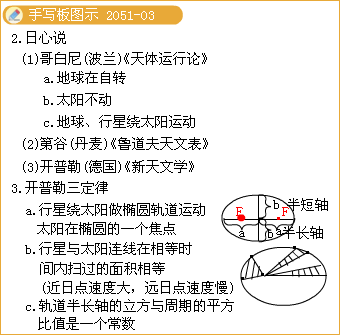 手写板图示 2051-03
2.日心说
(1)哥白尼(波兰)《天体运行论》
a.地球在自转
b.太阳不动
c.地球、行星绕太阳运动
(2)第谷(丹麦)《鲁道夫天文表》
(3)开普勒(德国)《新天文学》
3.开普勒三定律
a.行星绕太阳做椭圆轨道运动
太阳在椭圆的一个焦点
b.行星与太阳连线在相等时
间内扫过的面积相等
(近日点速度大，远日点速度慢)
c.轨道半长轴的立方与周期的平方
比值是一个常数
b 半短轴
F F
a b a 半长轴